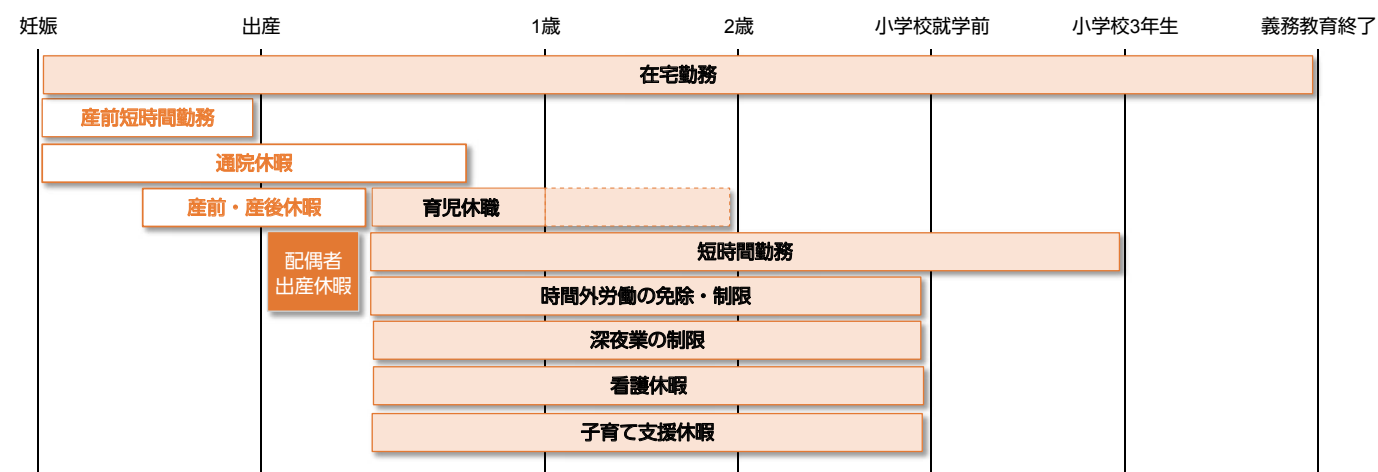 妊娠 出産 1歳 2歳 小学校就学前 小学校3年生 義務教育終了
在宅勤務
産前短時間勤務
通院休暇
産前・産後休暇 育児休職
配偶者
出産休暇
短時間勤務
時間外労働の免除・制限
深夜業の制限
看護休暇
子育て支援休暇